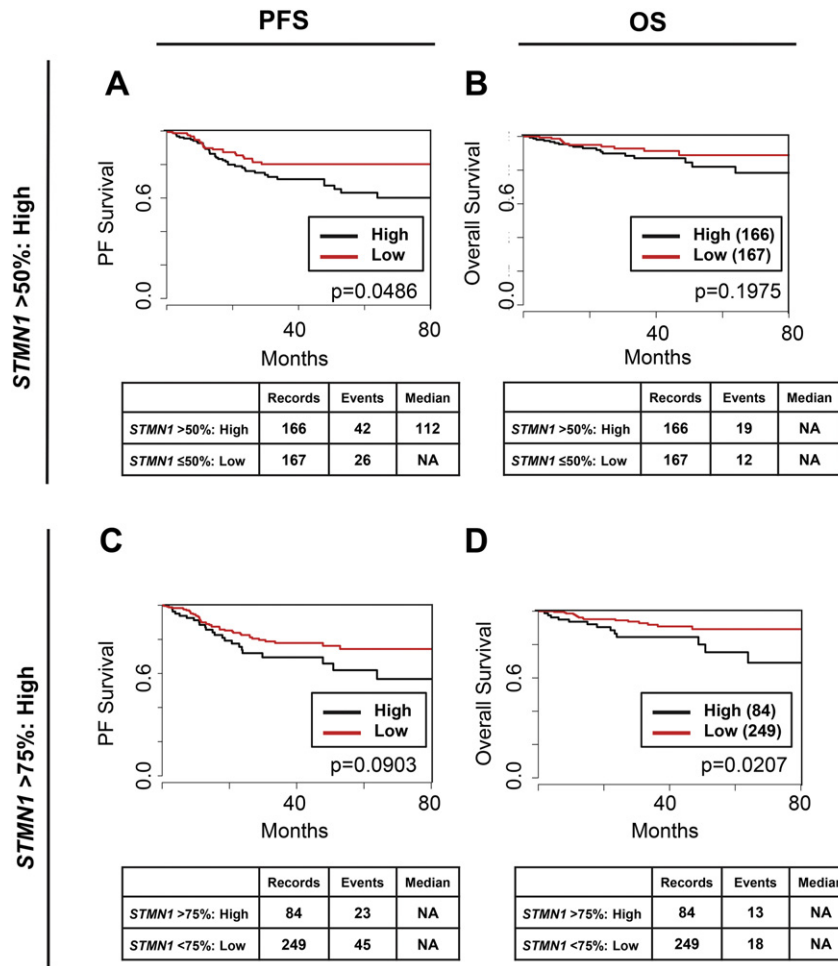 PFS
OS
STMN1 >50%: High
A
PF Survival
0.6
0.0
High
Low
p=0.0486
40
80
Months
Records Events Median
STMN1 >50%: High 166 42 112
STMN1 ≤50%: Low 167 26 NA
B
Overall Survival
0.6
0.0
High (166)
Low (167)
p=0.1975
40
80
Months
Records Events Median
STMN1 >50%: High 166 19 NA
STMN1 ≤50%: Low 167 12 NA
STMN1 >75%: High
C
PF Survival
0.6
0.0
High
Low
p=0.0903
40
80
Months
Records Events Median
STMN1 >75%: High 84 23 NA
STMN1 <75%: Low 249 45 NA
D
Overall Survival
0.6
0.0
High (84)
Low (249)
p=0.0207
40
80
Months
Records Events Median
STMN1 >75%: High 84 13 NA
STMN1 <75%: Low 249 18 NA